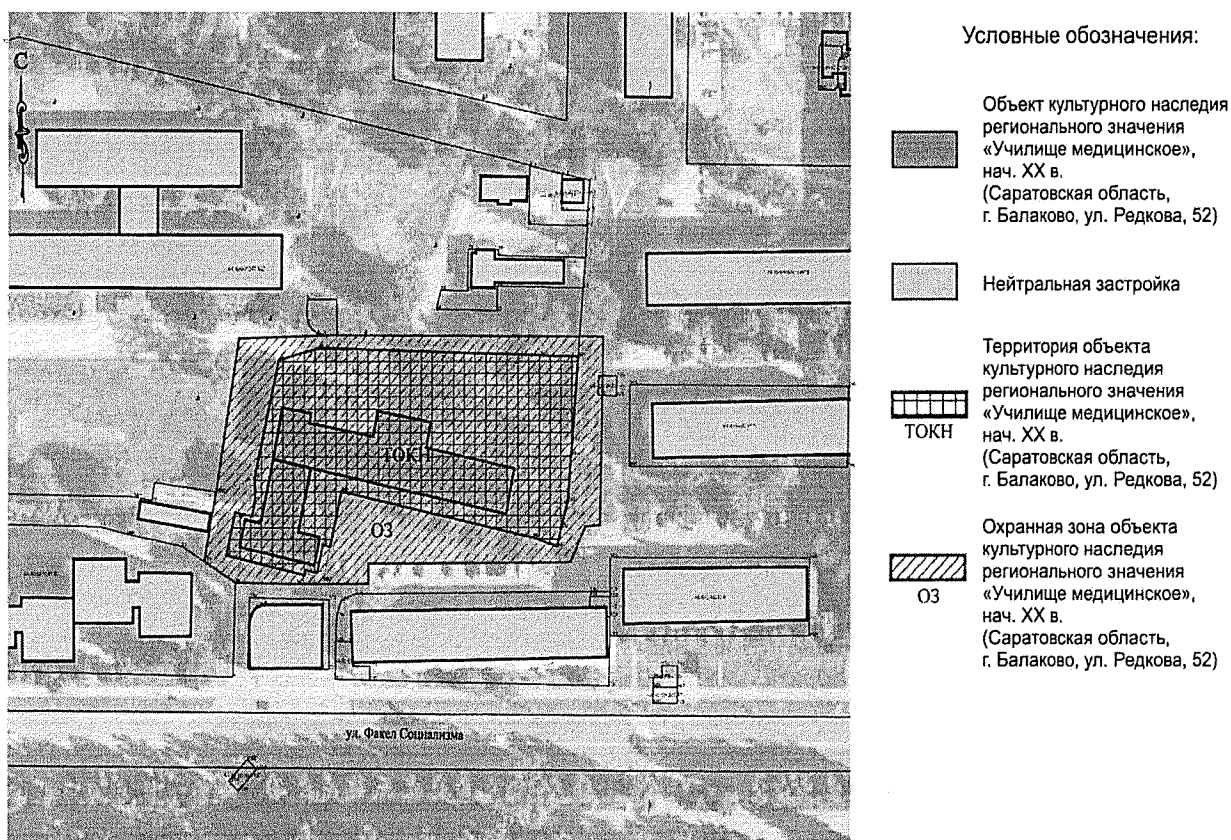 Условные обозначения:
С
Объект культурного наследия
регионального значения
«Училище медицинское»,
нач. XX в.
(Саратовская область,
г. Балаково, ул. Редкова, 52)
Нейтральная застройка
Территория объекта
культурного наследия
регионального значения
«Училище медицинское»,
нач. XX в.
(Саратовская область,
г. Балаково, ул. Редкова, 52)
ТОКН
Охранная зона объекта
культурного наследия
регионального значения
«Училище медицинское»,
нач. XX в.
(Саратовская область,
г. Балаково, ул. Редкова, 52)
ОЗ
ТОКН
ОЗ
ул. Факел Социализма